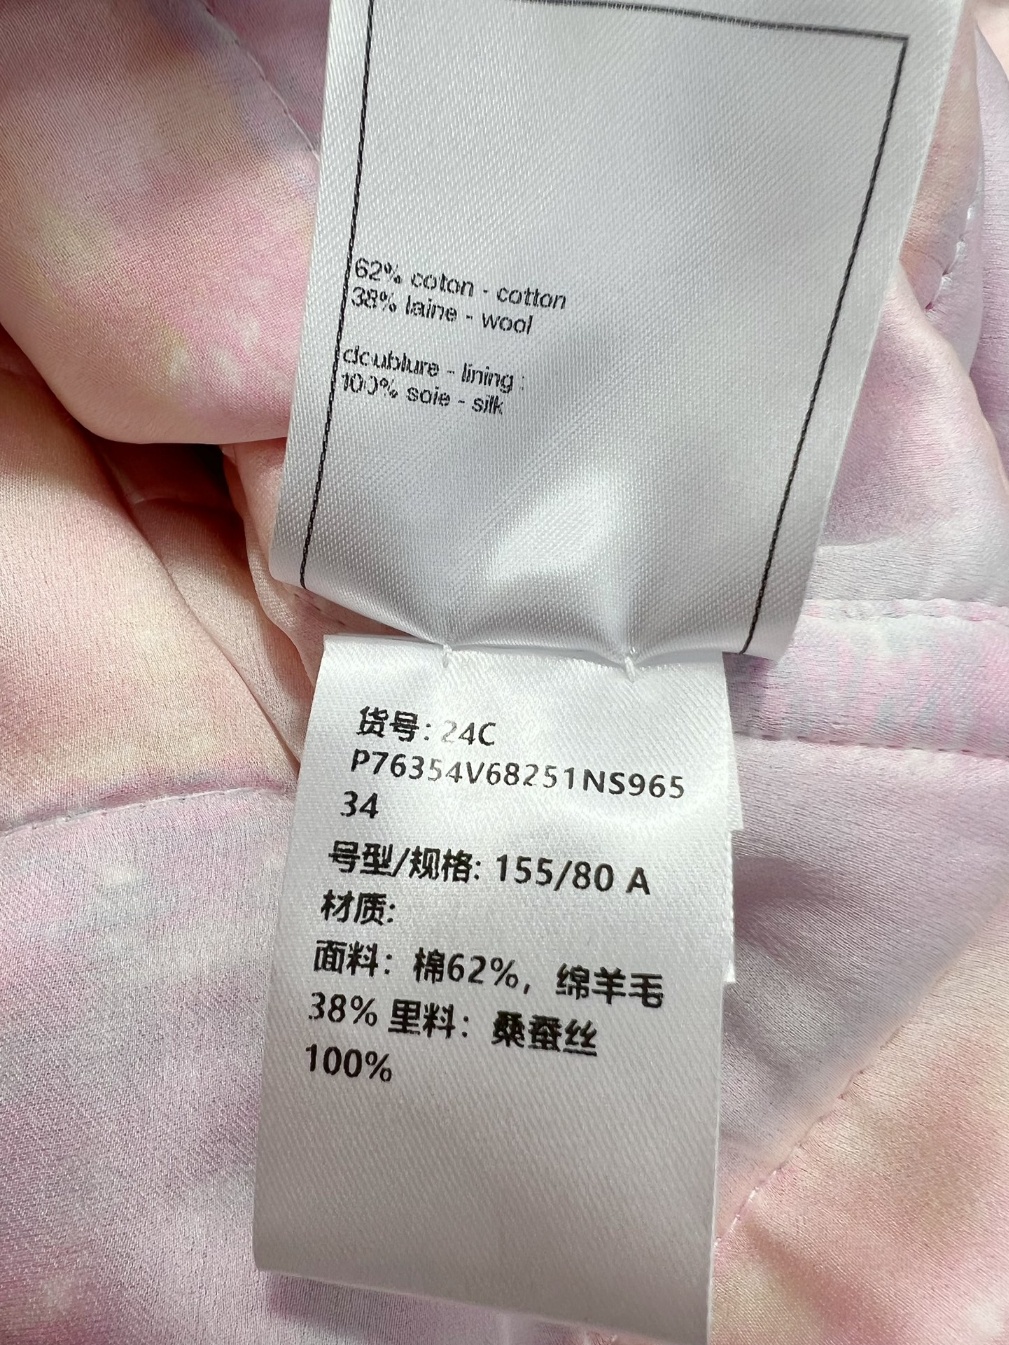 62% coton - cotton
38% laine - wool
doublure - lining :
100% soie - silk
货号: 24C
P76354V68251NS965
34
号型/规格: 155/80 A
材质:
面料: 棉62%, 绵羊毛
38% 里料: 桑蚕丝
100%